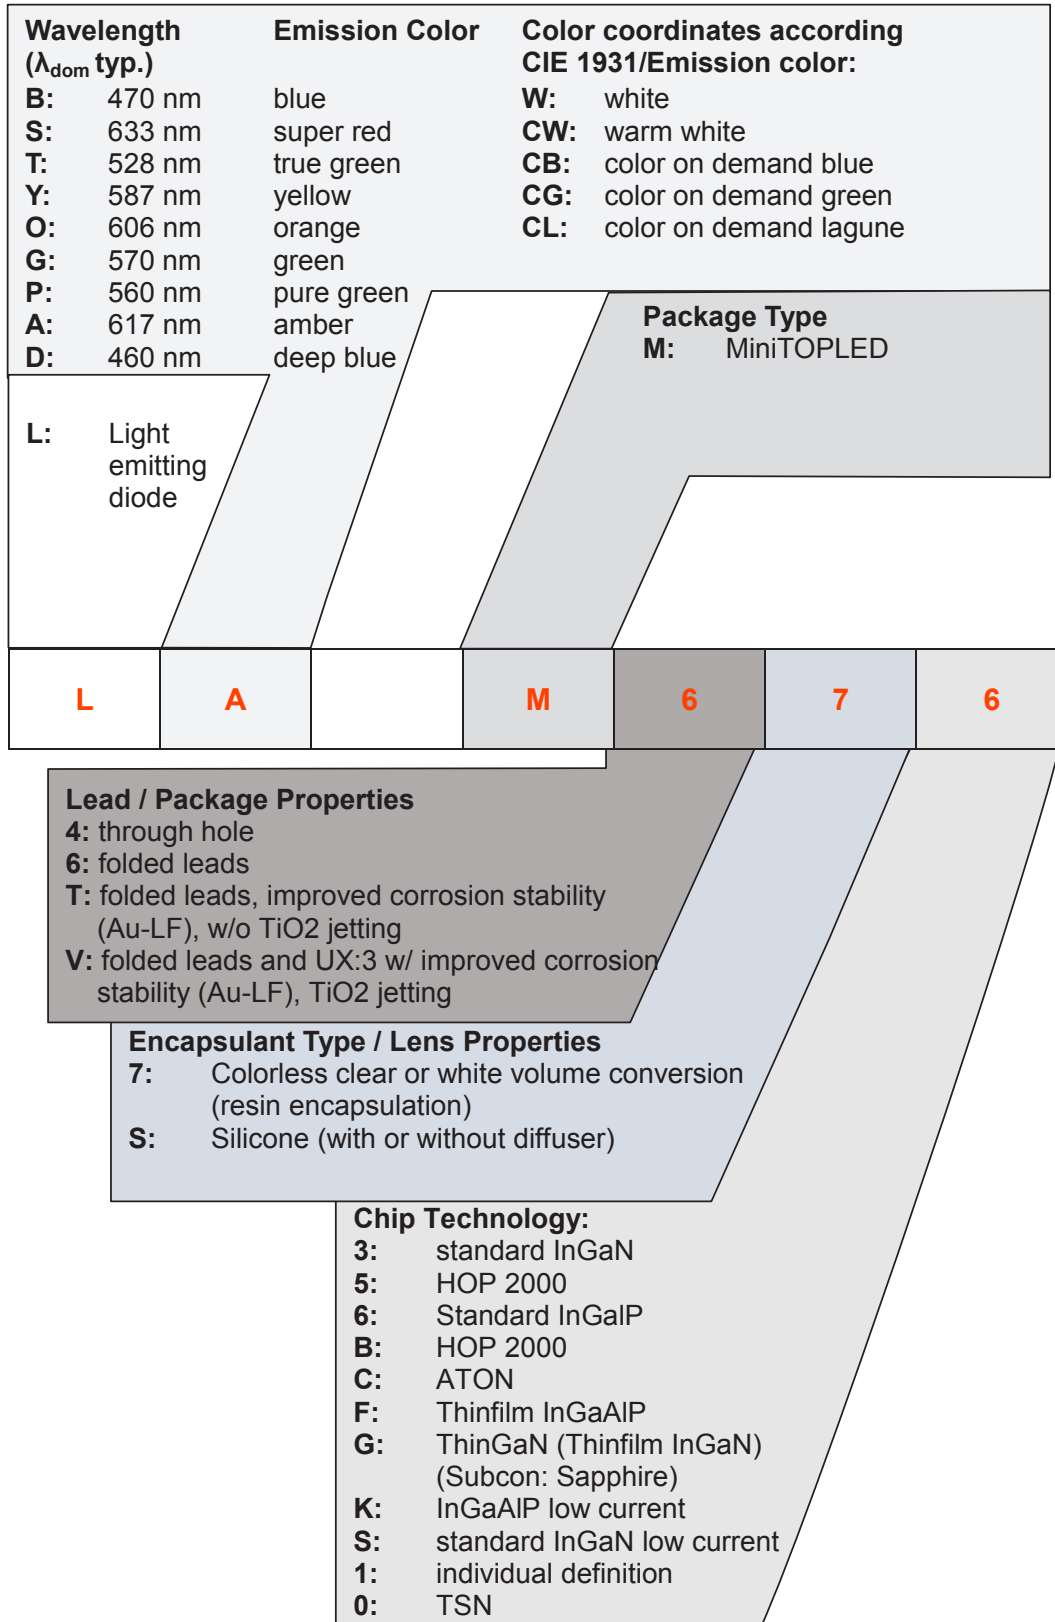 Wavelength Emission Color Color coordinates according
(λdom typ.) CIE 1931/Emission color:
B: 470 nm blue W: white
S: 633 nm super red CW: warm white
T: 528 nm true green CB: color on demand blue
Y: 587 nm yellow CG: color on demand green
O: 606 nm orange CL: color on demand lagune
G: 570 nm green
P: 560 nm pure green
A: 617 nm amber
D: 460 nm deep blue
Package Type
M: MiniTOPLED
L: Light
emitting
diode
L A M 6 7 6
Lead / Package Properties
4: through hole
6: folded leads
T: folded leads, improved corrosion stability
(Au-LF), w/o TiO2 jetting
V: folded leads and UX:3 w/ improved corrosion
stability (Au-LF), TiO2 jetting
Encapsulant Type / Lens Properties
7: Colorless clear or white volume conversion
(resin encapsulation)
S: Silicone (with or without diffuser)
Chip Technology:
3: standard InGaN
5: HOP 2000
6: Standard InGalP
B: HOP 2000
C: ATON
F: Thinfilm InGaAlP
G: ThinGaN (Thinfilm InGaN)
(Subcon: Sapphire)
K: InGaAlP low current
S: standard InGaN low current
1: individual definition
0: TSN